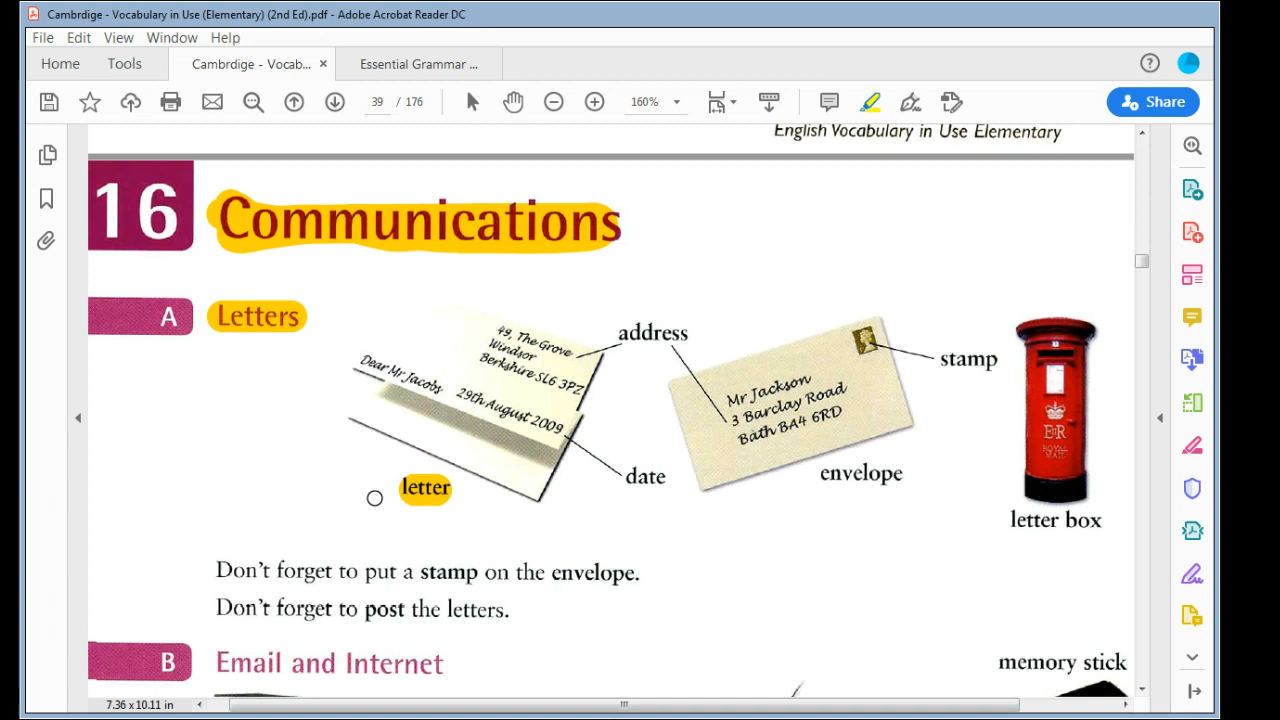 Cambrdige - Vocabulary in Use (Elementary) (2nd Ed).pdf - Adobe Acrobat Reader DC
File Edit View Window Help
Home Tools Cambrdige - Vocab... × Essential Grammar ...
39 / 176 160% Share
English Vocabulary in Use Elementary
16 Communications
A Letters
49, The Grove
Windsor
Berkshire SL6 3PZ
Dear Mr Jacobs 29th August 2009
address
Mr Jackson
3 Barclay Road
Bath BA4 6RD
stamp
E R
ROYAL MAIL
letter
date
envelope
letter box
Don't forget to put a stamp on the envelope.
Don't forget to post the letters.
B Email and Internet
memory stick
7.36 x 10.11 in